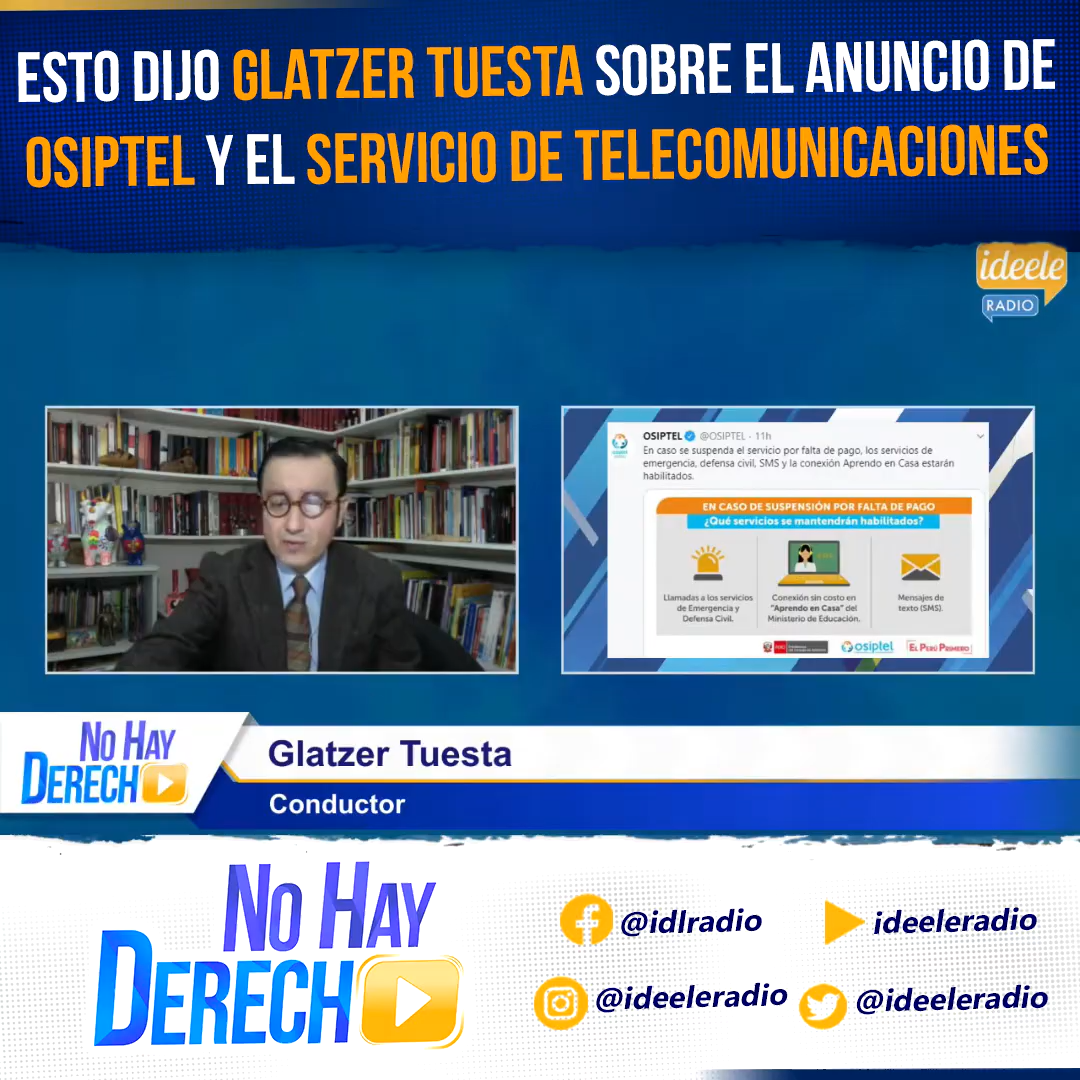 ESTO DIJO GLATZER TUESTA SOBRE EL ANUNCIO DE
OSIPTEL Y EL SERVICIO DE TELECOMUNICACIONES
ideele
RADIO
OSIPTEL @OSIPTEL · 11h
En caso se suspenda el servicio por falta de pago, los servicios de
emergencia, defensa civil, SMS y la conexión Aprendo en Casa estarán
habilitados.
EN CASO DE SUSPENSIÓN POR FALTA DE PAGO
¿Qué servicios se mantendrán habilitados?
Llamadas a los servicios
de Emergencia y
Defensa Civil.
Conexión sin costo en
"Aprendo en Casa" del
Ministerio de Educación.
Mensajes de
texto (SMS).
PERÚ
osiptel
EL PERÚ PRIMERO
NO HAY
DERECHO
Glatzer Tuesta
Conductor
NO HAY
DERECHO
@idlradio
ideeleradio
@ideeleradio
@ideeleradio